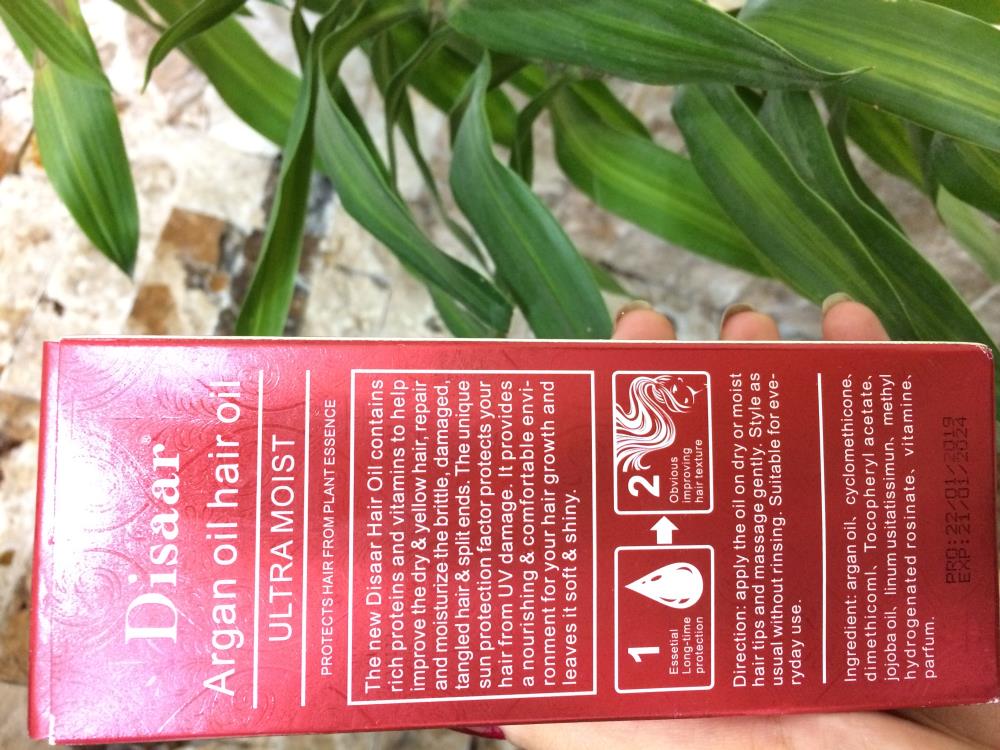 Disaar®
Argan oil hair oil
ULTRA MOIST
PROTECTS HAIR FROM PLANT ESSENCE
The new Disaar Hair Oil contains
rich proteins and vitamins to help
improve the dry & yellow hair, repair
and moisturize the brittle, damaged,
tangled hair & split ends. The unique
sun protection factor protects your
hair from UV damage. It provides
a nourishing & comfortable envi-
ronment for your hair growth and
leaves it soft & shiny.
1
Essetial
Long-time
protection
2
Obvious
improving
hair texture
Direction: apply the oil on dry or moist
hair tips and massage gently. Style as
usual without rinsing. Suitable for eve-
ryday use.
Ingredient: argan oil、cyclomethicone、
dimethiconml、Tocopheryl acetate、
jojoba oil、linum usitatissimun、methyl
hydrogenated rosinate、vitamine、
parfum.
PRO:22/01/2019
EXP:21/01/2024